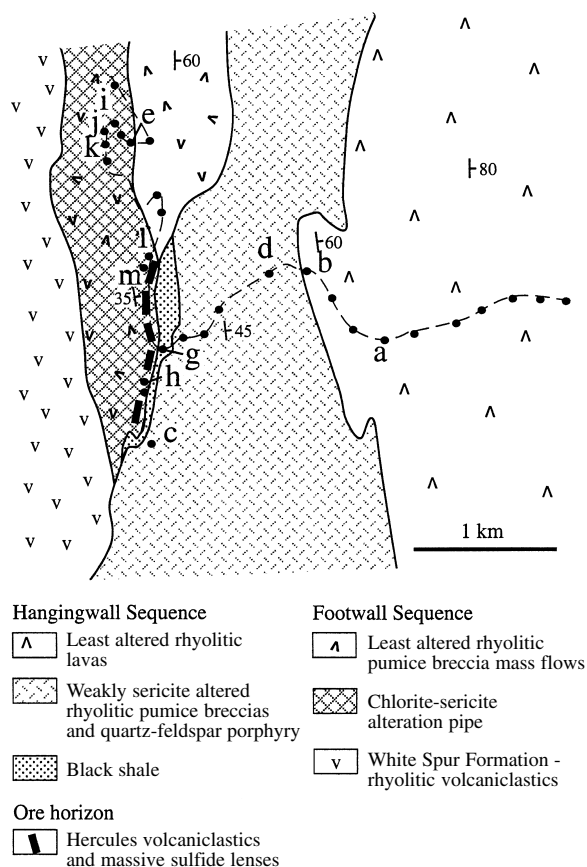 60
i
e
j
k
80
l
60
d
b
m
35
45
g
a
h
c
1 km
Hangingwall Sequence
Least altered rhyolitic
lavas
Weakly sericite altered
rhyolitic pumice breccias
and quartz-feldspar porphyry
Black shale
Ore horizon
Hercules volcaniclastics
and massive sulfide lenses
Footwall Sequence
Least altered rhyolitic
pumice breccia mass flows
Chlorite-sericite
alteration pipe
v White Spur Formation -
rhyolitic volcaniclastics